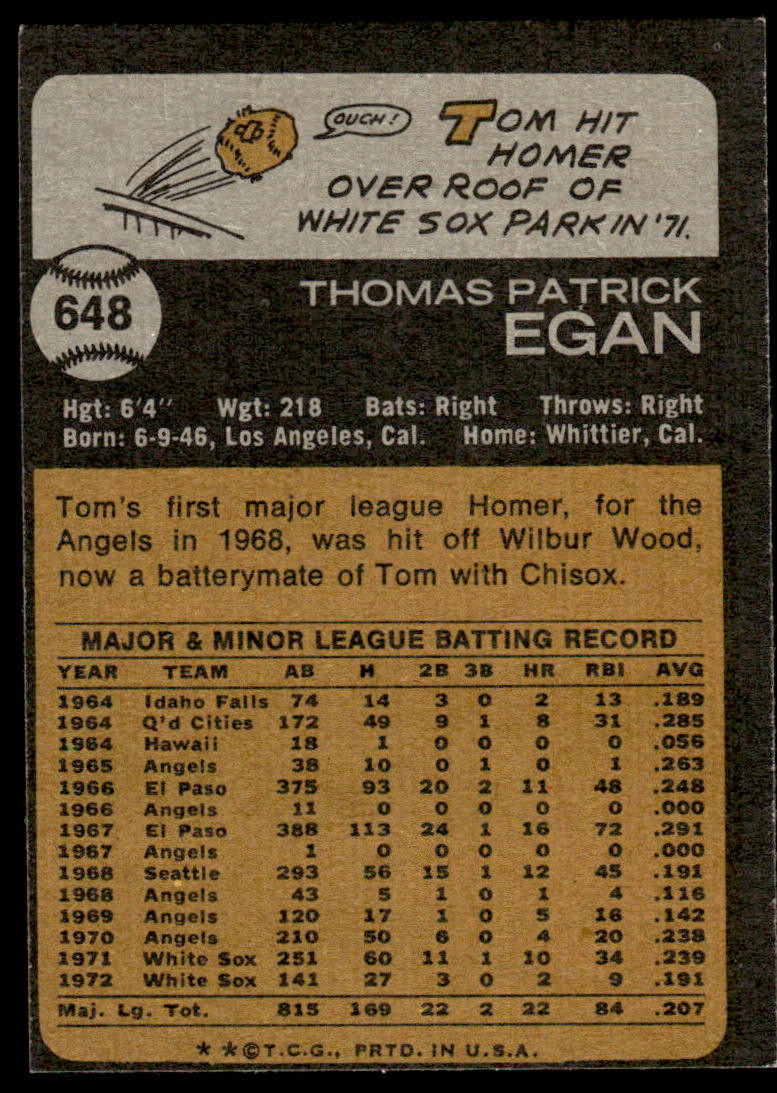 OUCH!
TOM HIT
HOMER
OVER ROOF OF
WHITE SOX PARK IN '71.
648
THOMAS PATRICK
EGAN
Hgt: 6'4" Wgt: 218 Bats: Right Throws: Right
Born: 6-9-46, Los Angeles, Cal. Home: Whittier, Cal.
Tom's first major league Homer, for the
Angels in 1968, was hit off Wilbur Wood,
now a batterymate of Tom with Chisox.
MAJOR & MINOR LEAGUE BATTING RECORD
YEAR TEAM AB H 2B 3B HR RBI AVG
1964 Idaho Falls 74 14 3 0 2 13 .189
1964 Q'd Cities 172 49 9 1 8 31 .285
1964 Hawaii 18 1 0 0 0 0 .056
1965 Angels 38 10 0 1 0 1 .263
1966 El Paso 375 93 20 2 11 48 .248
1966 Angels 11 0 0 0 0 0 .000
1967 El Paso 388 113 24 1 16 72 .291
1967 Angels 1 0 0 0 0 0 .000
1968 Seattle 293 56 15 1 12 45 .191
1968 Angels 43 5 1 0 1 4 .116
1969 Angels 120 17 1 0 5 16 .142
1970 Angels 210 50 6 0 4 20 .238
1971 White Sox 251 60 11 1 10 34 .239
1972 White Sox 141 27 3 0 2 9 .191
Maj. Lg. Tot. 815 169 22 2 22 84 .207
* *©T.C.G., PRTD. IN U.S.A.